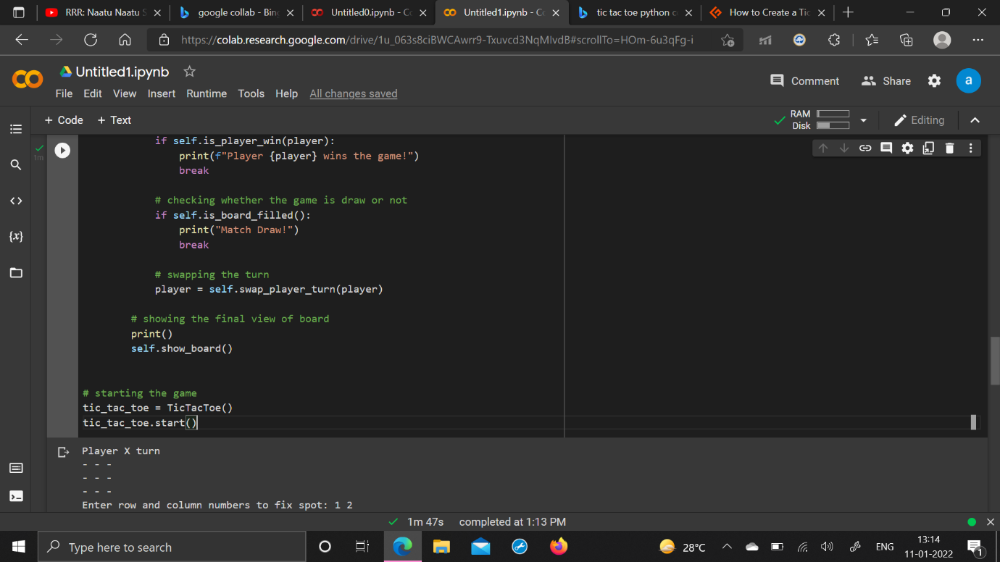 RRR: Naatu Naatu S
google collab - Bin
Untitled0.ipynb - Co
Untitled1.ipynb - Co
tic tac toe python c
How to Create a Tic
https://colab.research.google.com/drive/1u_063s8ciBWCAwrr9-Txuvcd3NqMlvdB#scrollTo=HOm-6u3qFg-i
Untitled1.ipynb
File Edit View Insert Runtime Tools Help All changes saved
Comment Share a
+ Code + Text
RAM
Disk
Editing
1m
if self.is_player_win(player):
print(f"Player {player} wins the game!")
break
# checking whether the game is draw or not
if self.is_board_filled():
print("Match Draw!")
break
# swapping the turn
player = self.swap_player_turn(player)
# showing the final view of board
print()
self.show_board()
# starting the game
tic_tac_toe = TicTacToe()
tic_tac_toe.start()
{x}
Player X turn
- - -
- - -
- - -
Enter row and column numbers to fix spot: 1 2
1m 47s completed at 1:13 PM
Type here to search
28°C
ENG
13:14
11-01-2022
1